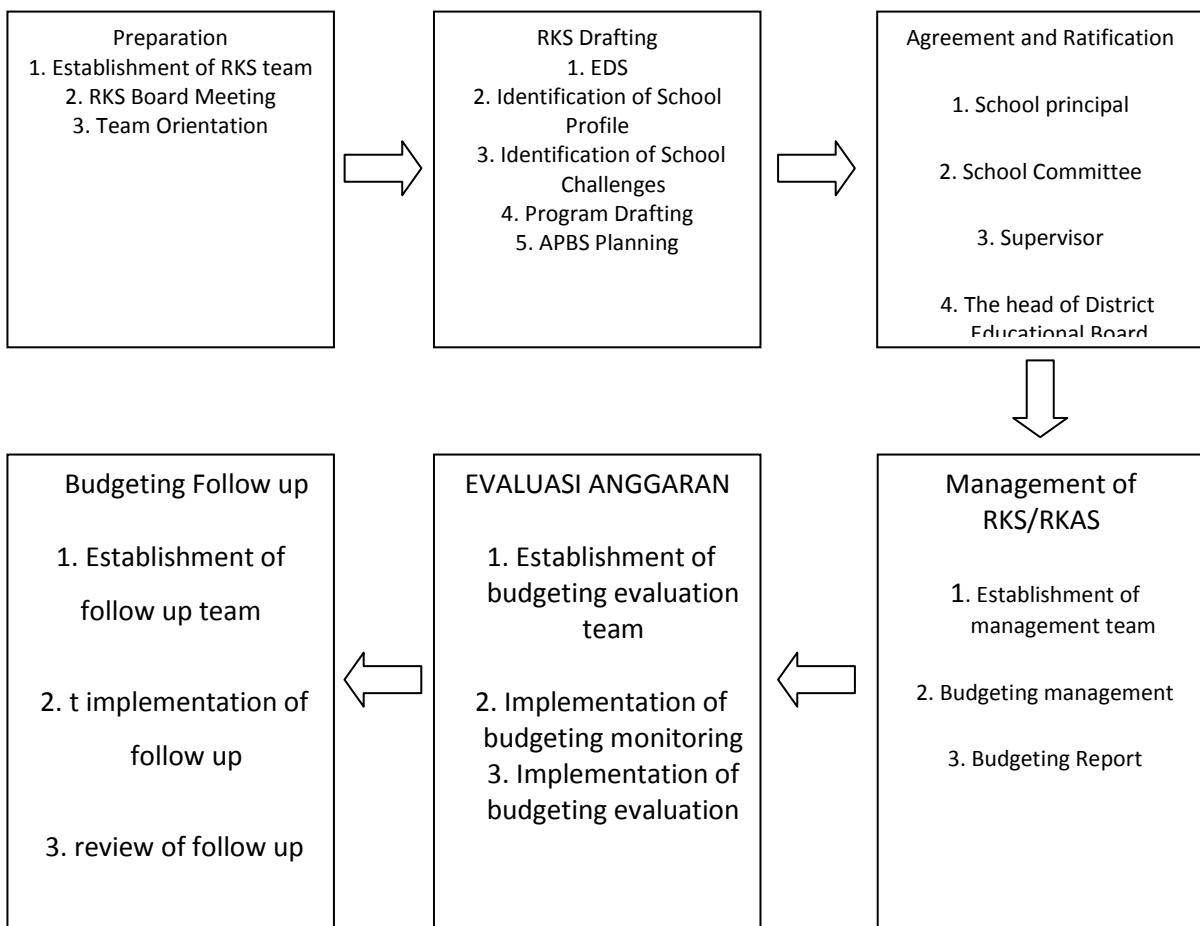 Preparation
1. Establishment of RKS team
2. RKS Board Meeting
3. Team Orientation
RKS Drafting
1. EDS
2. Identification of School
Profile
3. Identification of School
Challenges
4. Program Drafting
5. APBS Planning
Agreement and Ratification
1. School principal
2. School Committee
3. Supervisor
4. The head of District
Educational Board
Management of
RKS/RKAS
1. Establishment of
management team
2. Budgeting management
3. Budgeting Report
EVALUASI ANGGARAN
1. Establishment of
budgeting evaluation
team
2. Implementation of
budgeting monitoring
3. Implementation of
budgeting evaluation
Budgeting Follow up
1. Establishment of
follow up team
2. t implementation of
follow up
3. review of follow up